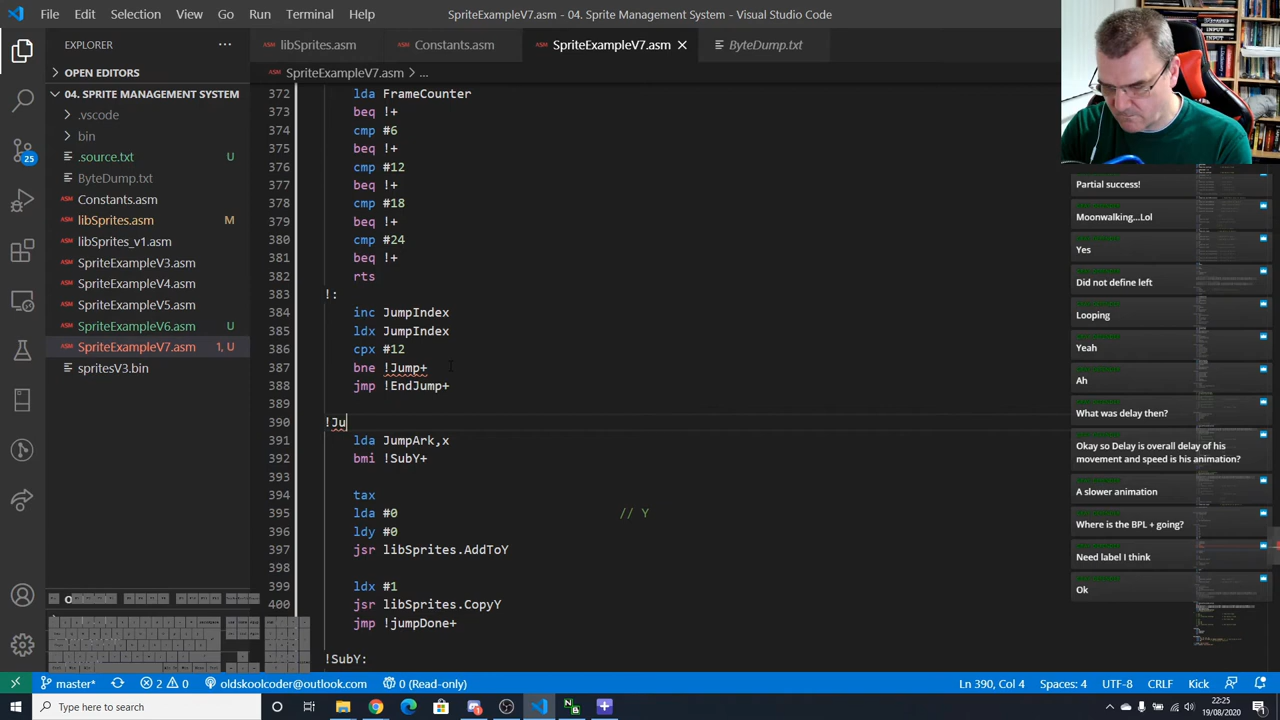 File Edit Selection View Go Run Terminal Help
SpriteExampleV7.asm - 04. Sprite Management System - Visual Studio Code
EXPLORER
libSprites.asm
Constants.asm
SpriteExampleV7.asm
ByteDump
OPEN EDITORS
04. SPRITE MANAGEMENT SYSTEM
.vscode
bin
.source.txt U
ByteDump.txt
Constants.asm
libSprites.asm M
libSprites_v1.asm
SpriteExampleV3.asm
SpriteExampleV4.asm
SpriteExampleV5.asm
SpriteExampleV6.asm U
SpriteExampleV7.asm 1, U
spritesV3.bin
SpriteExampleV7.asm > ...
372 lda FrameCounter
373 beq !+
374 cmp #6
375 beq !+
376 cmp #12
377 beq !+
378 cmp #18
379 beq !+
380 cmp #24
381 beq !+
382 rts
383 !:
384 inc JumpIndex
385 ldx JumpIndex
386 cpx #12
387 bne !Jump+
388 jmp !EndJump+
389
390 !Ju
391 lda JumpArk,x
392 bmi !SubY+
393
394 tax
395 lda #0 // Y
396 ldy #0
397 jsr libSprites.AddTo
398
399 ldx #1
400 jsr libSprites.CopyY
jmp !jumpDone+
!SubY:
INPUT
INPUT
Partial success!
Moonwalking...Lol
Yes
Did not define left
Looping
Yeah
Ah
What was delay then?
Okay so Delay is overall delay of his
movement and speed is his animation?
A slower animation
Where is the BPL + going?
Need label I think
Ok
25
master* 2 0 oldskoolcoder@outlook.com 0 (Read-only)
Ln 390, Col 4 Spaces: 4 UTF-8 CRLF Kick
Type here to search
22:25
19/08/2020